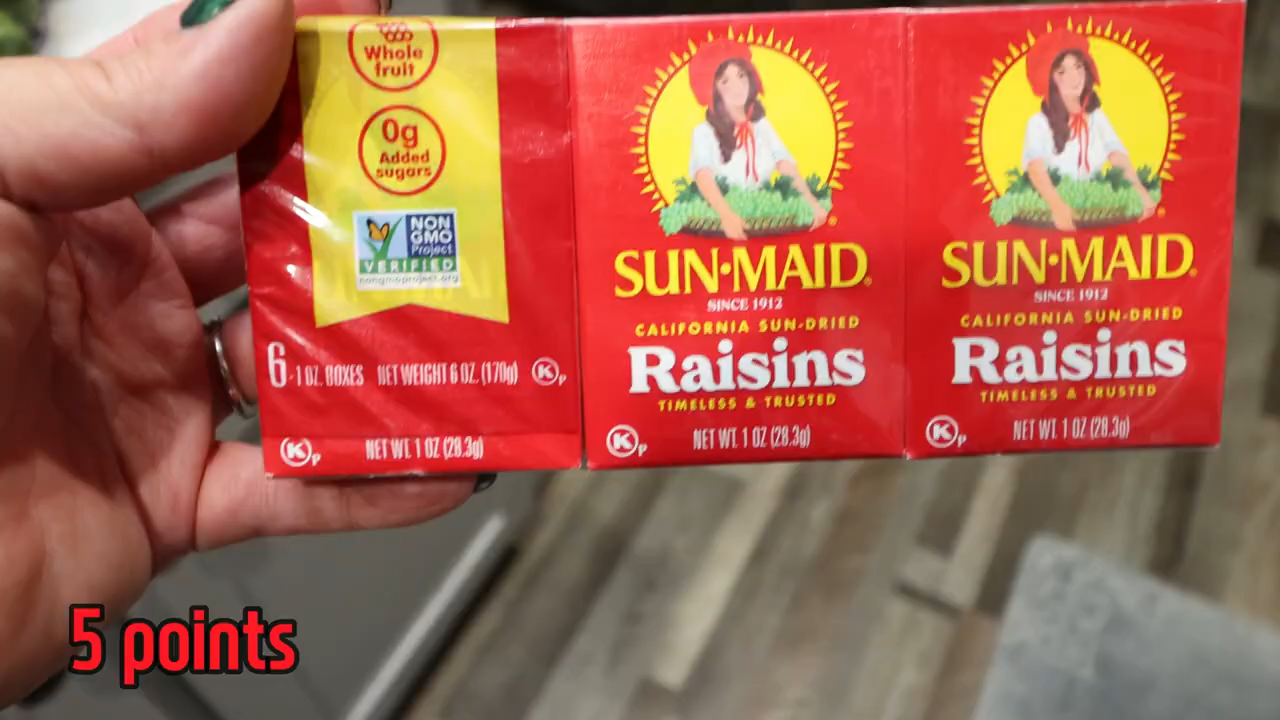 Whole
fruit
0g
Added
sugars
NON
GMO
Project
VERIFIED
nongmoproject.org
6-1 OZ. BOXES NET WEIGHT 6 OZ. (170g) K P
K P NET WT. 1 OZ (28.3g)
SUN•MAID®
SINCE 1912
CALIFORNIA SUN-DRIED
Raisins
TIMELESS & TRUSTED
K P NET WT. 1 OZ (28.3g)
SUN•MAID®
SINCE 1912
CALIFORNIA SUN-DRIED
Raisins
TIMELESS & TRUSTED
K P NET WT. 1 OZ (28.3g)
5 points